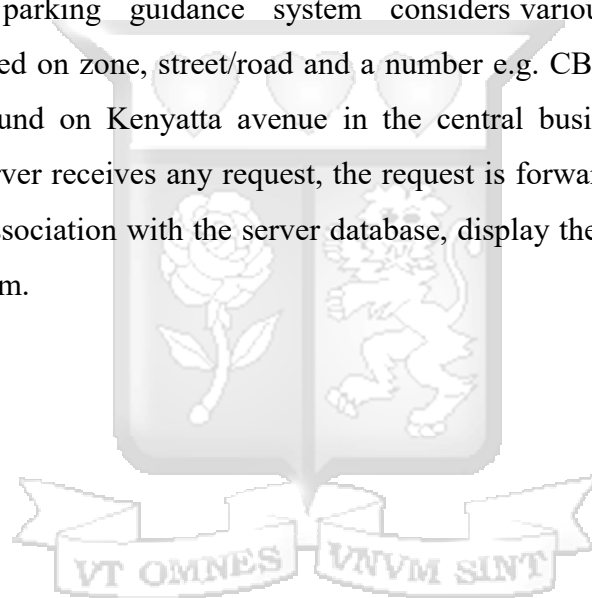 parking guidance system considers variou
ed on zone, street/road and a number e.g. CB
und on Kenyatta avenue in the central busi
ver receives any request, the request is forwar
ssociation with the server database, display the
m.
VT OMNES VNVM SINT